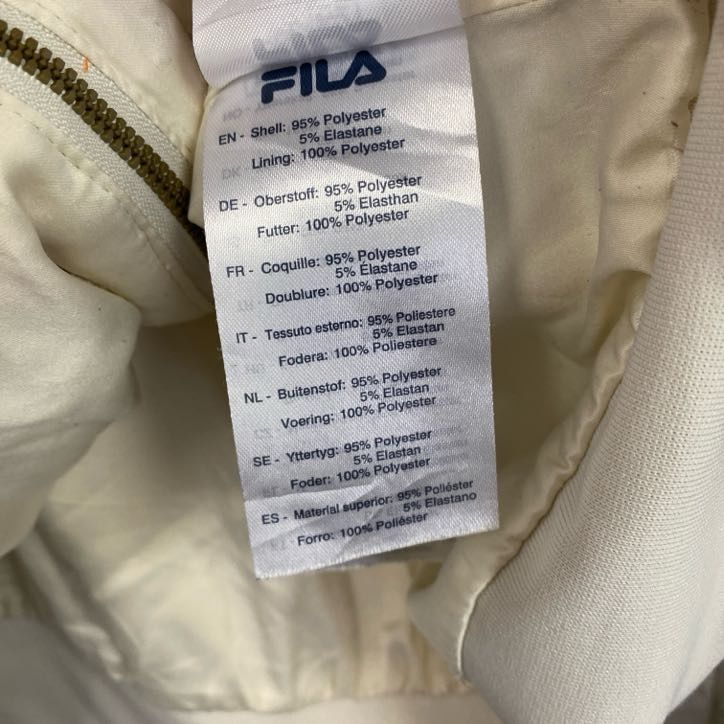 FILA
EN - Shell: 95% Polyester
5% Elastane
Lining: 100% Polyester
DE - Oberstoff: 95% Polyester
5% Elasthan
Futter: 100% Polyester
FR - Coquille: 95% Polyester
5% Élastane
Doublure: 100% Polyester
IT - Tessuto esterno: 95% Poliestere
5% Elastan
Fodera: 100% Poliestere
NL - Buitenstof: 95% Polyester
5% Elastan
Voering: 100% Polyester
SE - Yttertyg: 95% Polyester
5% Elastan
Foder: 100% Polyester
ES - Material superior: 95% Poliéster
5% Elastano
Forro: 100% Poliéster